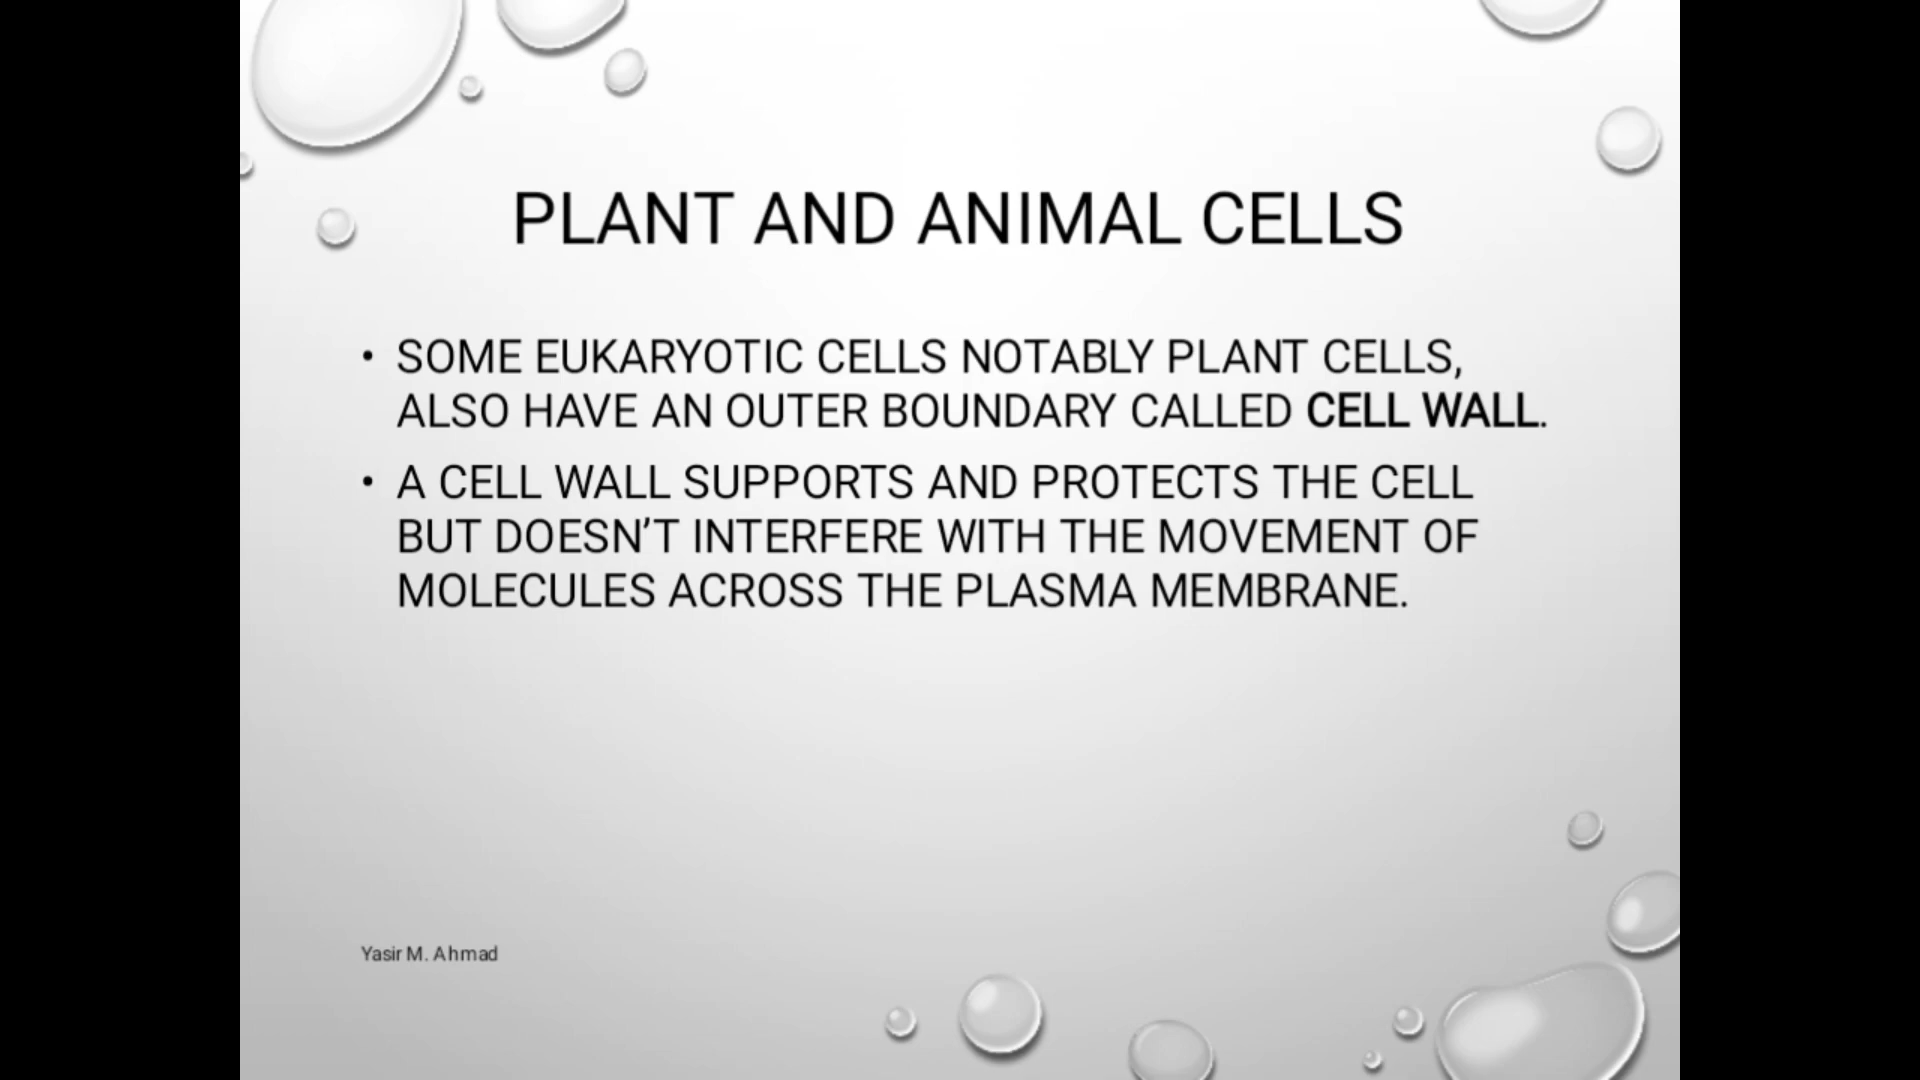 PLANT AND ANIMAL CELLS
• SOME EUKARYOTIC CELLS NOTABLY PLANT CELLS,
ALSO HAVE AN OUTER BOUNDARY CALLED CELL WALL.
• A CELL WALL SUPPORTS AND PROTECTS THE CELL
BUT DOESN’T INTERFERE WITH THE MOVEMENT OF
MOLECULES ACROSS THE PLASMA MEMBRANE.
Yasir M. Ahmad